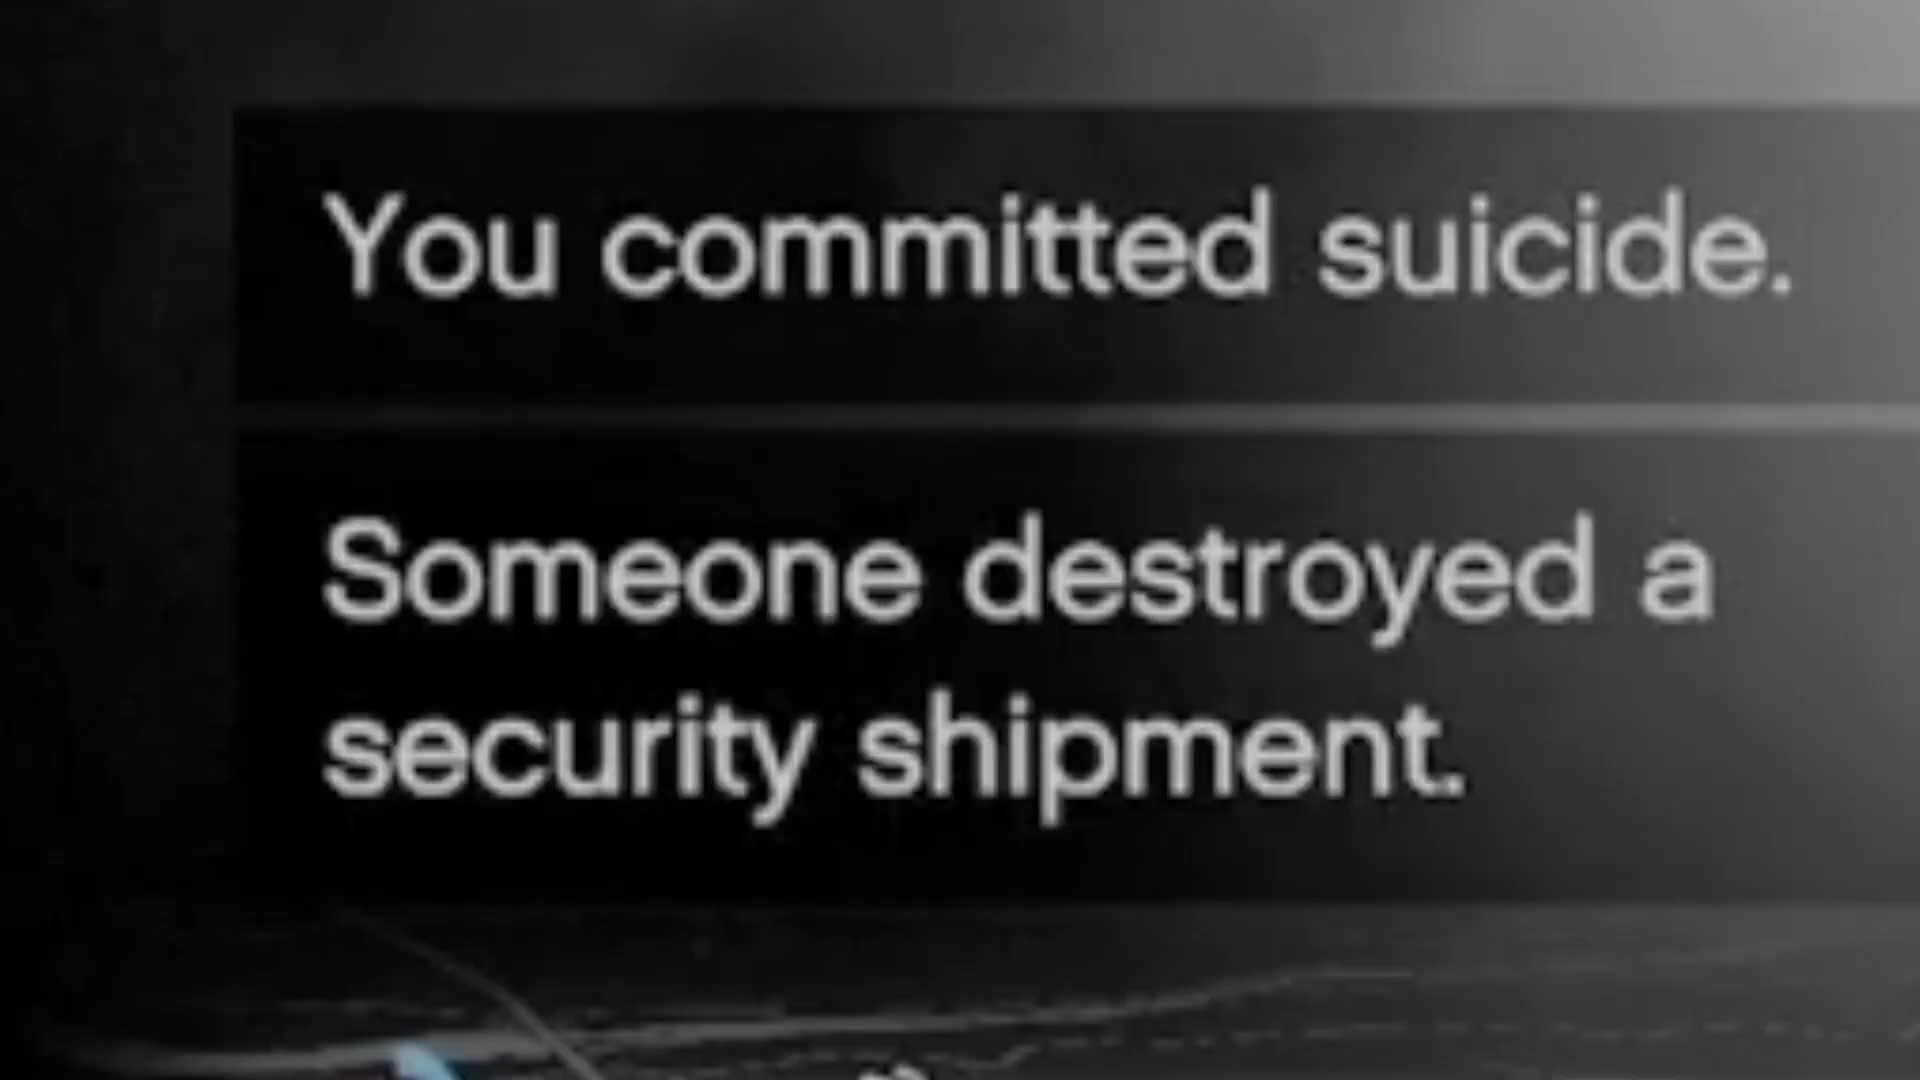 You committed suicide.
Someone destroyed a
security shipment.